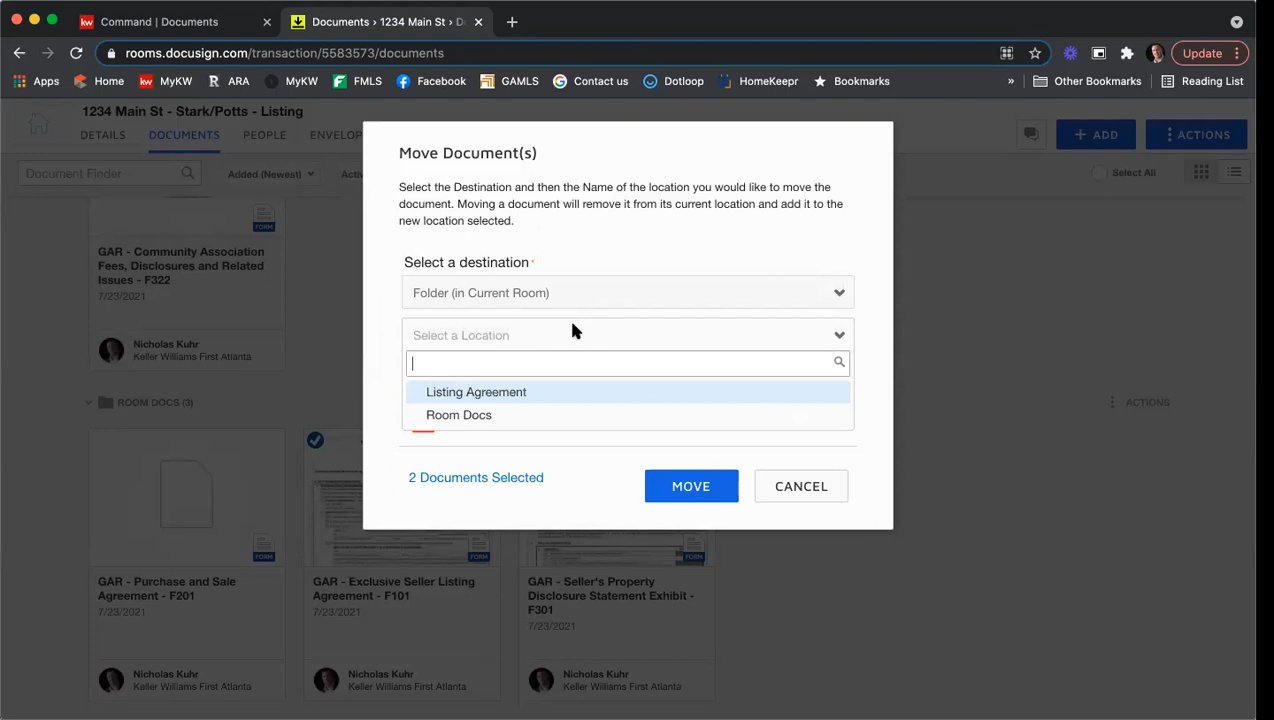 Command | Documents
Documents › 1234 Main St › D
Update
rooms.docusign.com/transaction/5583573/documents
Apps
Home
kw
MyKW
R
ARA
MyKW
FMLS
Facebook
GAMLS
Contact us
Dotloop
HomeKeepr
Bookmarks
»
Other Bookmarks
Reading List
1234 Main St - Stark/Potts - Listing
DETAILS
DOCUMENTS
PEOPLE
ENVELOP
+ ADD
ACTIONS
Document Finder
Added (Newest)
Activ
Select All
FORM
GAR - Community Association
Fees, Disclosures and Related
Issues - F322
7/23/2021
Nicholas Kuhr
Keller Williams First Atlanta
ROOM DOCS (3)
ACTIONS
Move Document(s)
Select the Destination and then the Name of the location you would like to move the
document. Moving a document will remove it from its current location and add it to the
new location selected.
Select a destination*
Folder (in Current Room)
Select a Location
Listing Agreement
Room Docs
2 Documents Selected
MOVE
CANCEL
FORM
FORM
FORM
GAR - Purchase and Sale
Agreement - F201
7/23/2021
Nicholas Kuhr
Keller Williams First Atlanta
GAR - Exclusive Seller Listing
Agreement - F101
7/23/2021
Nicholas Kuhr
Keller Williams First Atlanta
GAR - Seller's Property
Disclosure Statement Exhibit -
F301
7/23/2021
Nicholas Kuhr
Keller Williams First Atlanta